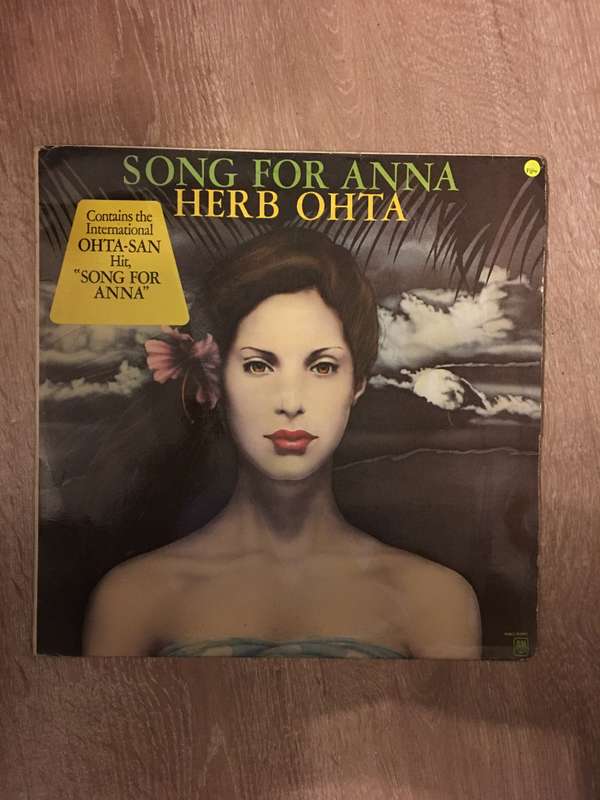 SONG FOR ANNA
HERB OHTA
Contains the
International
OHTA-SAN
Hit,
"SONG FOR
ANNA"